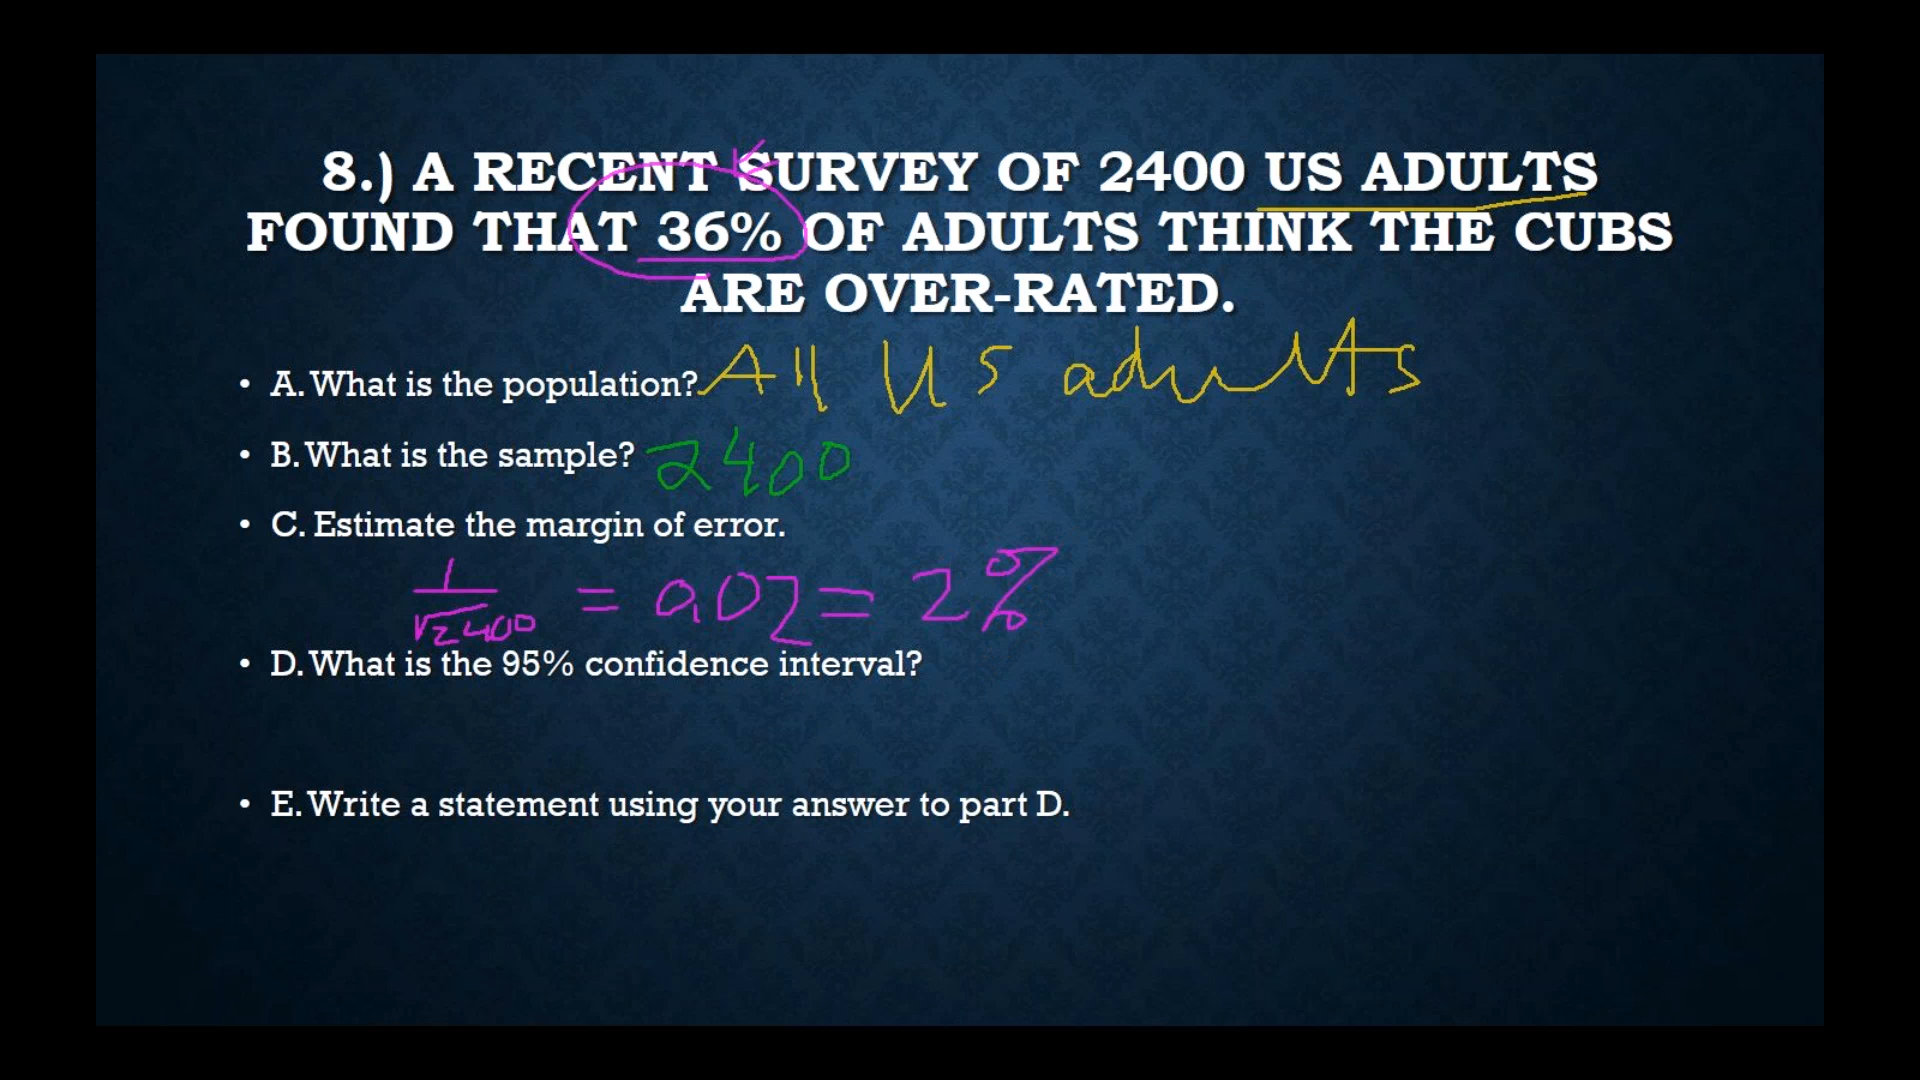 8.) A RECENT SURVEY OF 2400 US ADULTS
FOUND THAT 36% OF ADULTS THINK THE CUBS
ARE OVER-RATED.
• A. What is the population? All US adults
• B. What is the sample? 2400
• C. Estimate the margin of error.
1/√2400 = 0.02 = 2%
• D. What is the 95% confidence interval?
• E. Write a statement using your answer to part D.